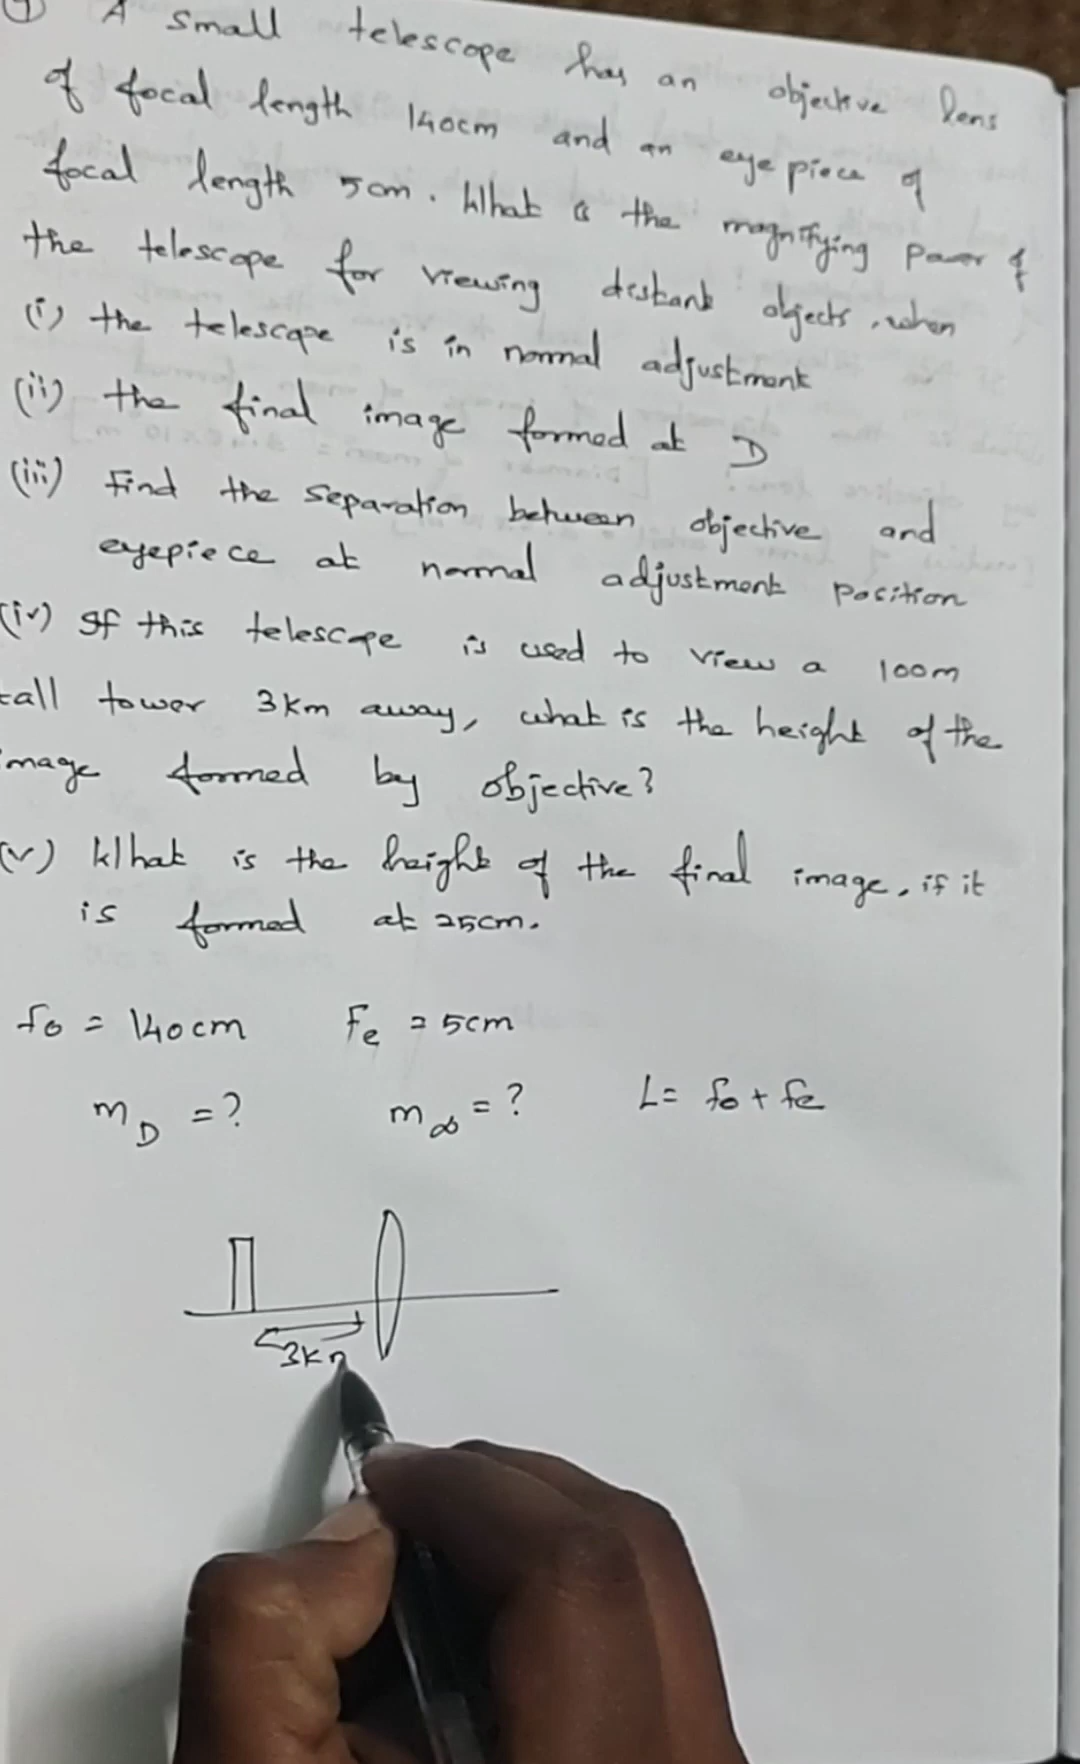 ① A small telescope has an objective lens
of focal length 140cm and an eye piece of
focal length 5cm. What is the magnifying power of
the telescope for viewing distant objects, when
(i) the telescope is in normal adjustment
(ii) the final image formed at D
(iii) Find the separation between objective and
eyepiece at normal adjustment position
(iv) If this telescope is used to view a 100m
tall tower 3km away, what is the height of the
image formed by objective?
(v) What is the height of the final image, if it
is formed at 25cm.
fo = 140cm Fe = 5cm
mD = ? m∞ = ? L = fo + fe
3km